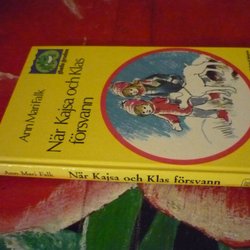 Ann Mari Falk
När Kajsa och Klas
försvann
Ann Mari Falk När Kajsa och Klas försvann